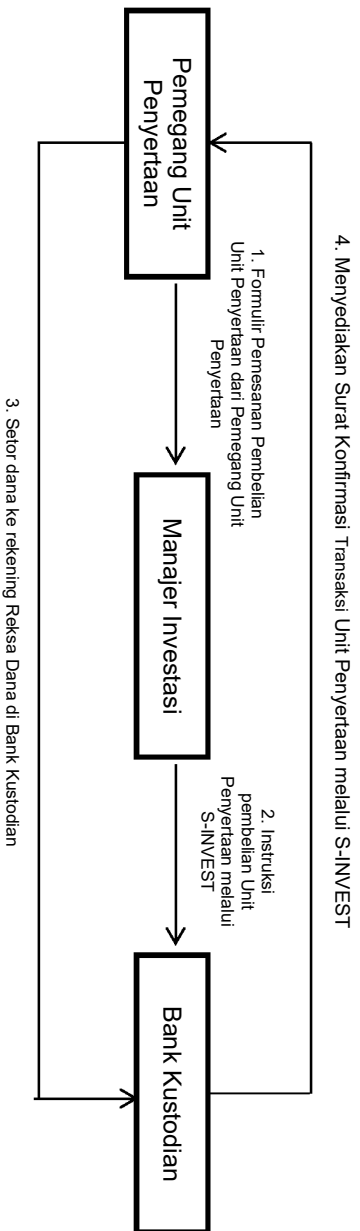 4. Menyediakan Surat Konfirmasi Transaksi Unit Penyertaan melalui S-INVEST
Pemegang Unit
Penyertaan
1. Formulir Pemesanan Pembelian
Unit Penyertaan dari Pemegang Unit
Penyertaan
Manajer Investasi
2. Instruksi
pembelian Unit
Penyertaan melalui
S-INVEST
Bank Kustodian
3. Setor dana ke rekening Reksa Dana di Bank Kustodian